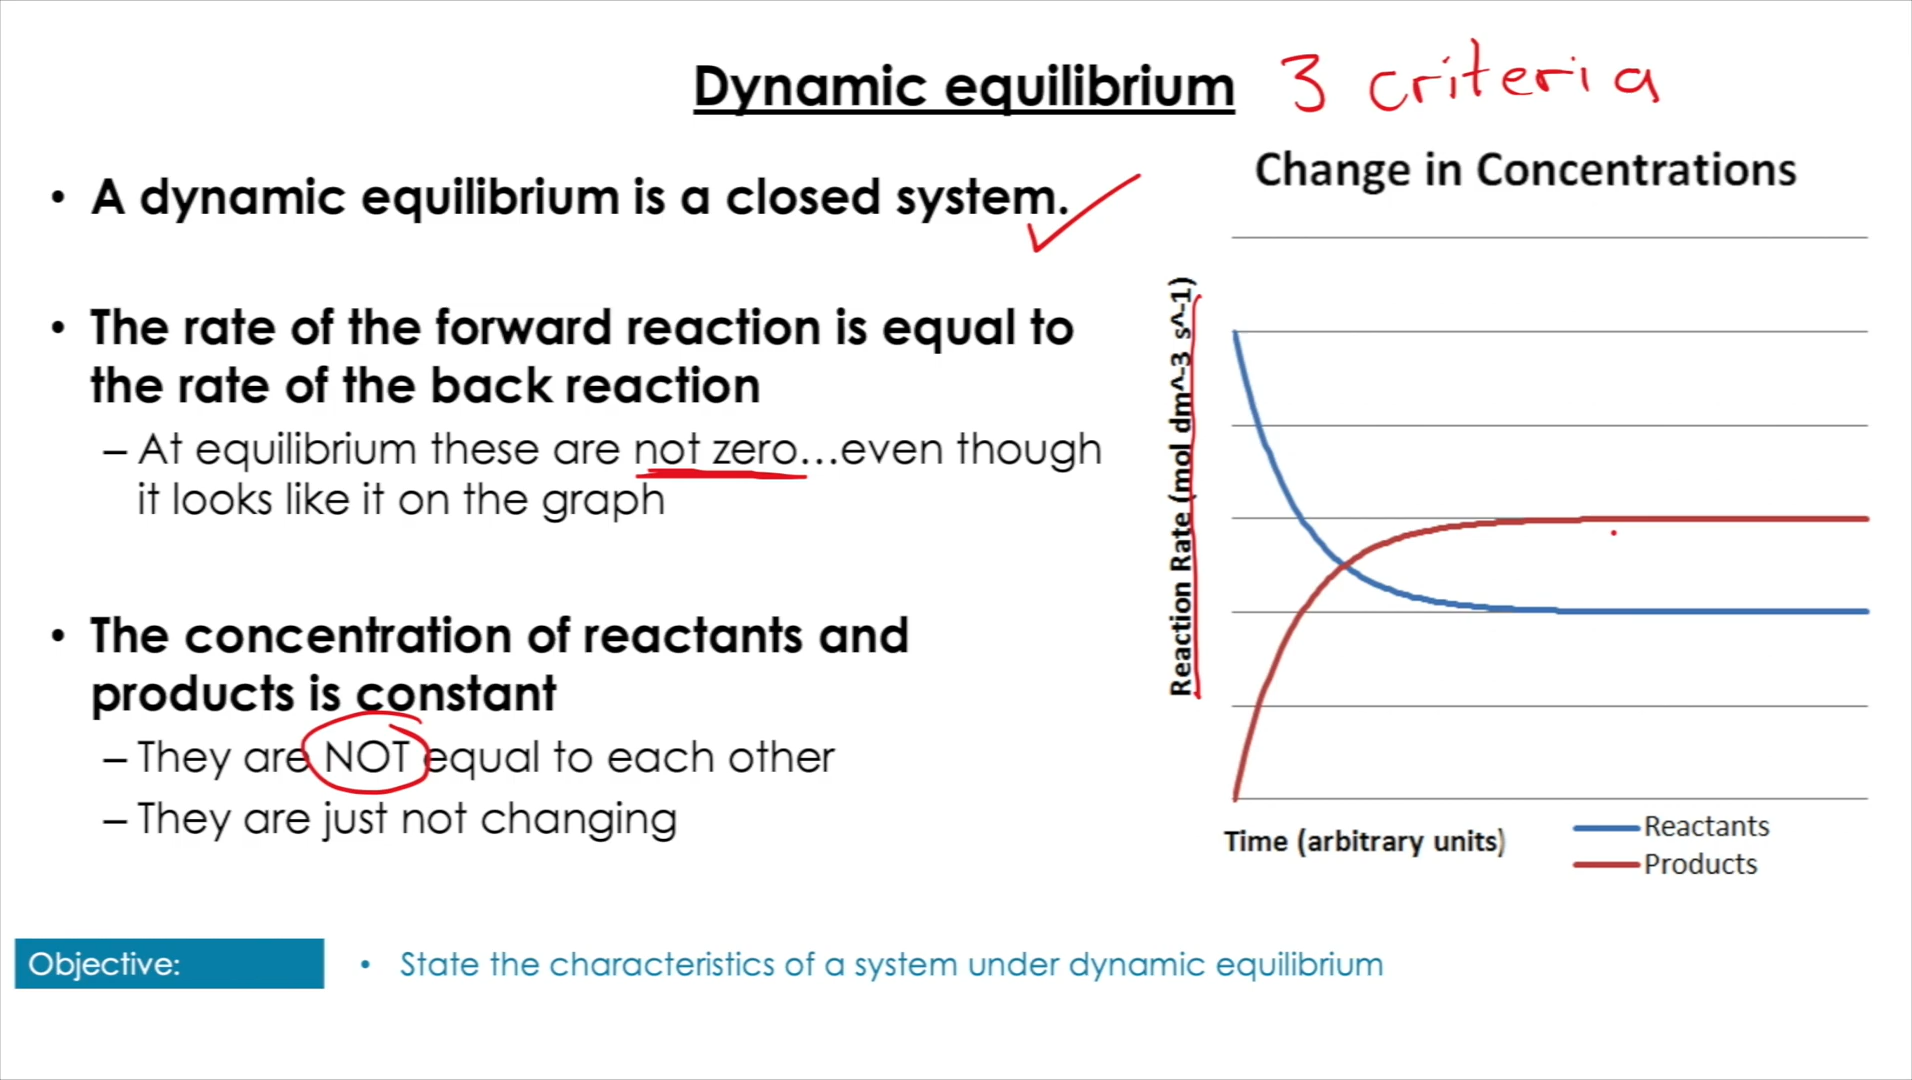 Dynamic equilibrium 3 criteria
• A dynamic equilibrium is a closed system.
• The rate of the forward reaction is equal to
the rate of the back reaction
– At equilibrium these are not zero...even though
it looks like it on the graph
• The concentration of reactants and
products is constant
– They are NOT equal to each other
– They are just not changing
Change in Concentrations
Reaction Rate (mol dm^-3 s^-1)
Time (arbitrary units)
Reactants
Products
Objective:
• State the characteristics of a system under dynamic equilibrium